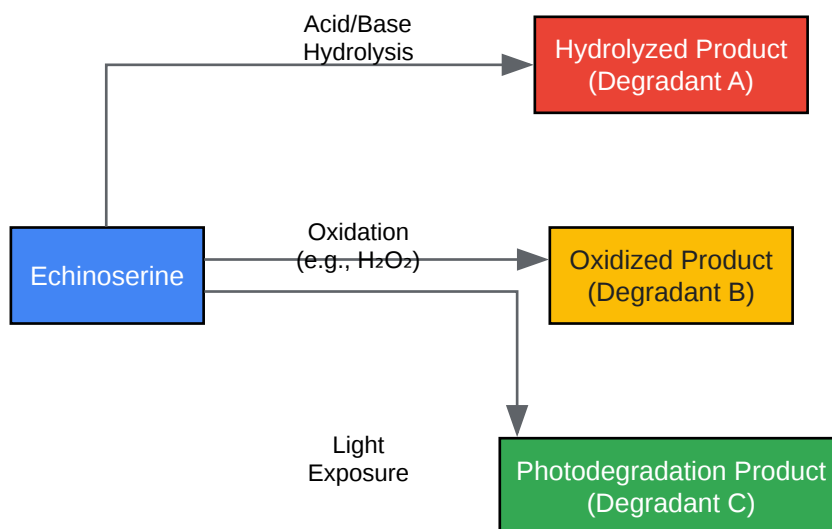 Acid/Base
Hydrolysis
Hydrolyzed Product
(Degradant A)
Echinoserine
Oxidation
(e.g., H₂O₂)
Oxidized Product
(Degradant B)
Light
Exposure
Photodegradation Product
(Degradant C)